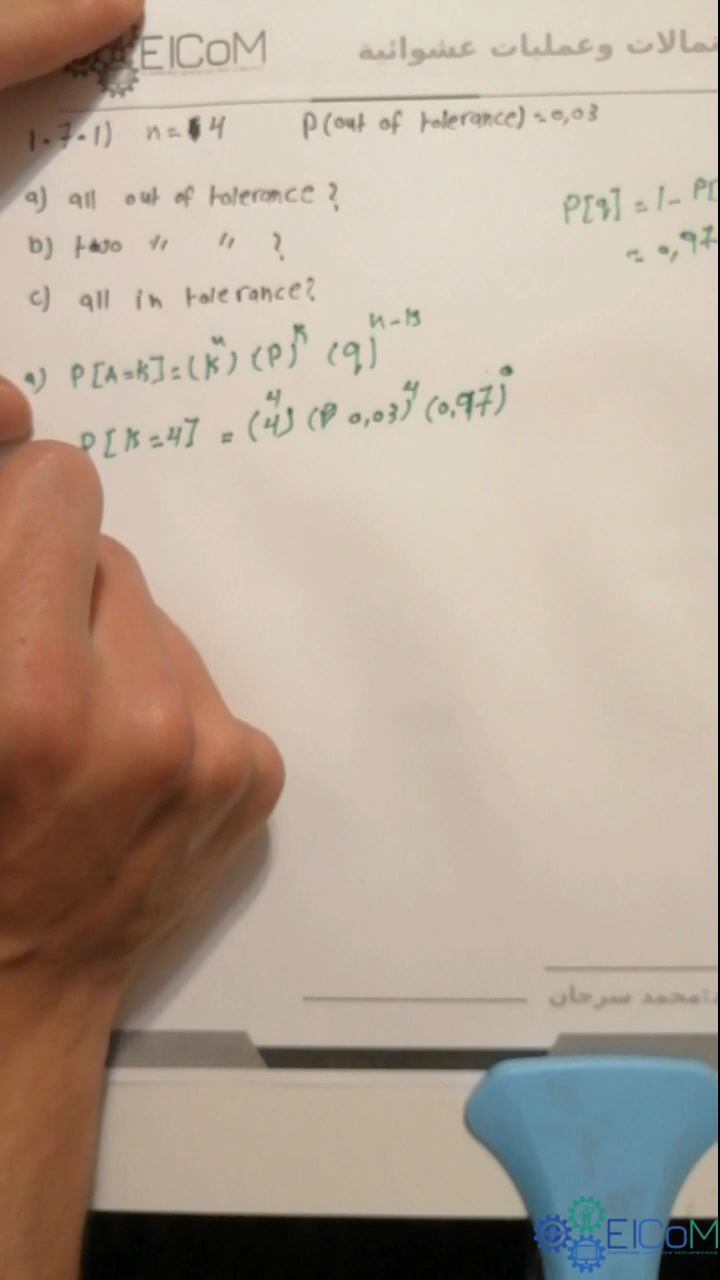 EICoM
وعمليات عشوائية
1.7.1) n = 4 P(out of tolerance) = 0,03
a) all out of tolerance?
b) two " " ?
c) all in tolerance?
P[q] = 1 - P[
= 0,97
a) P[A=k] = (n k) (P)^k (q)^n-k
P[k=4] = (4 4) (P 0,03)^4 (0,97)^0
محمد سرحان
EICoM